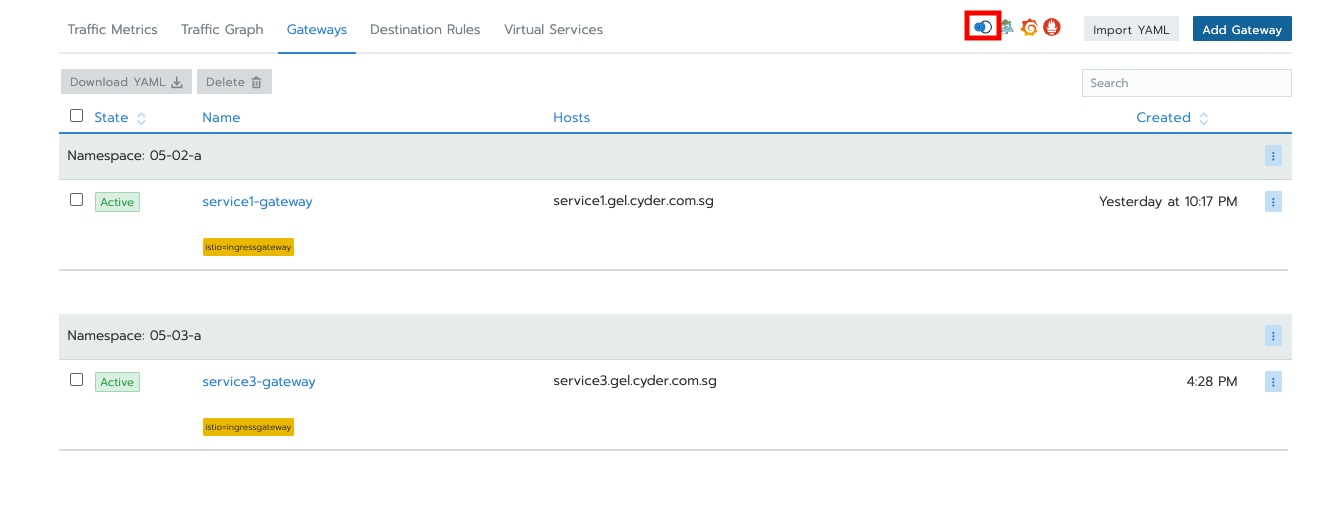 Traffic Metrics Traffic Graph Gateways Destination Rules Virtual Services Import YAML Add Gateway
Download YAML Delete Search
State Name Hosts Created
Namespace: 05-02-a
Active service1-gateway service1.gel.cyder.com.sg Yesterday at 10:17 PM
istio=ingressgateway
Namespace: 05-03-a
Active service3-gateway service3.gel.cyder.com.sg 4:28 PM
istio=ingressgateway